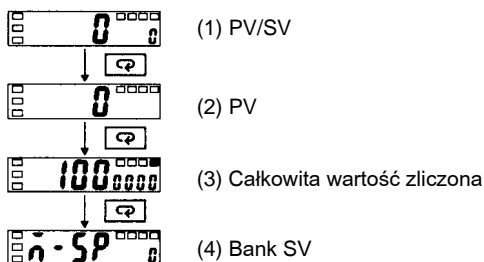 0 0 (1) PV/SV
0 (2) PV
100 0000 (3) Całkowita wartość zliczona
ñ-SP 0 (4) Bank SV